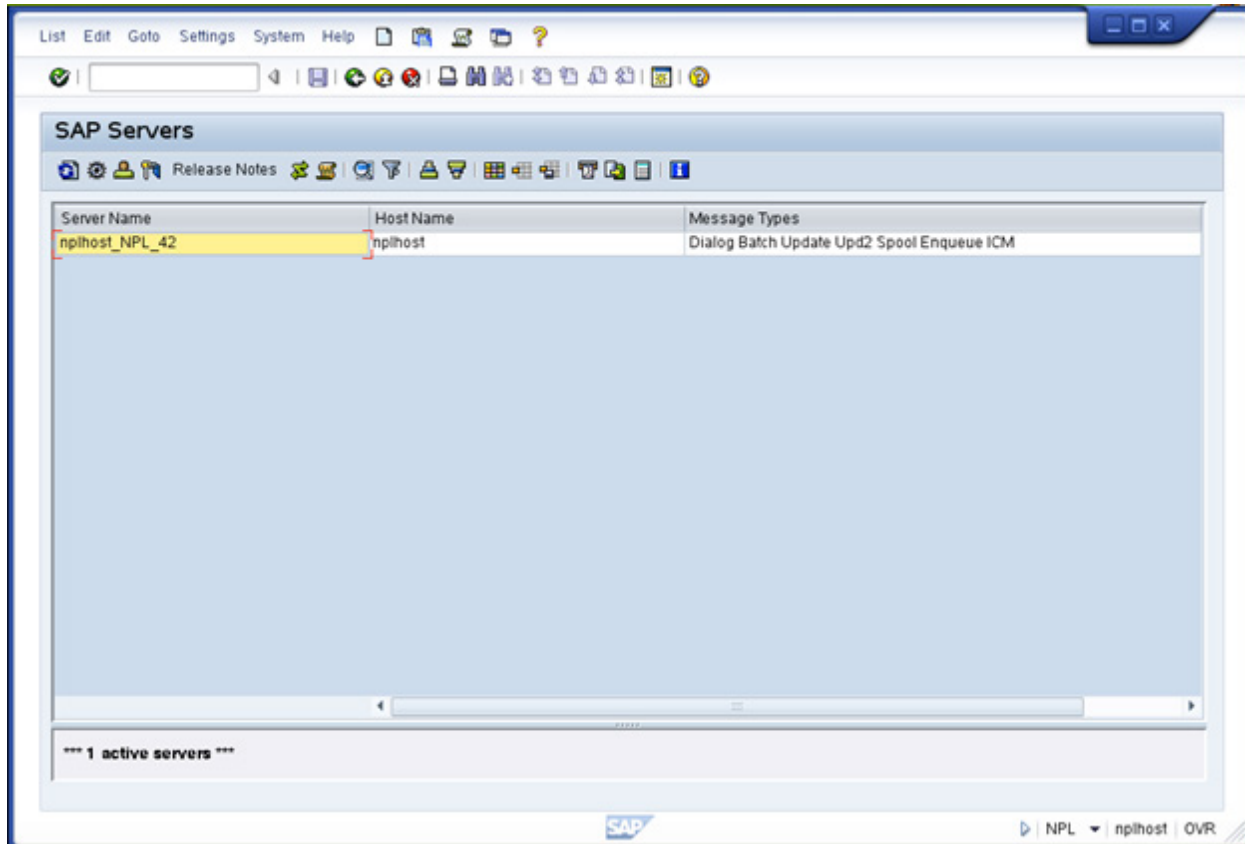 List Edit Goto Settings System Help
SAP Servers
Release Notes
Server Name Host Name Message Types
nplhost_NPL_42 nplhost Dialog Batch Update Upd2 Spool Enqueue ICM
*** 1 active servers ***
SAP NPL nplhost OVR